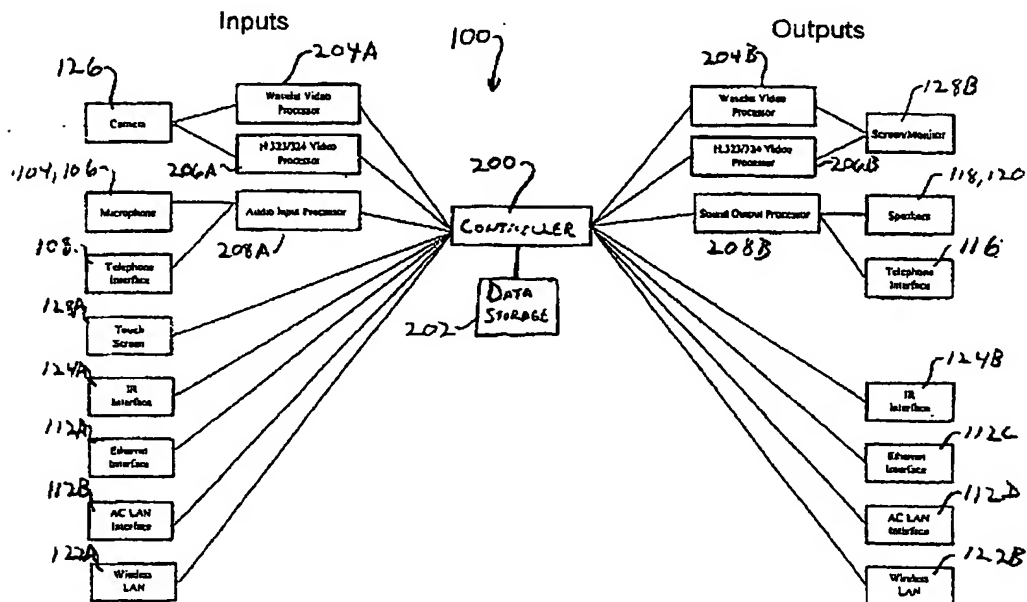 Inputs
Outputs
100
204A
204B
126
128B
Wavelet Video
Processor
Wavelet Video
Processor
Camera
Screen/Monitor
H.323/324 Video
Processor
H.323/324 Video
Processor
206A
206B
104, 106
200
118, 120
Microphone
Audio Input Processor
CONTROLLER
Sound Output Processor
Speakers
208A
208B
108
116
Telephone
Interface
Telephone
Interface
DATA
STORAGE
202
128A
Touch
Screen
124A
124B
IR
Interface
IR
Interface
112A
112C
Ethernet
Interface
Ethernet
Interface
112B
112D
AC LAN
Interface
AC LAN
Interface
122A
122B
Wireless
LAN
Wireless
LAN